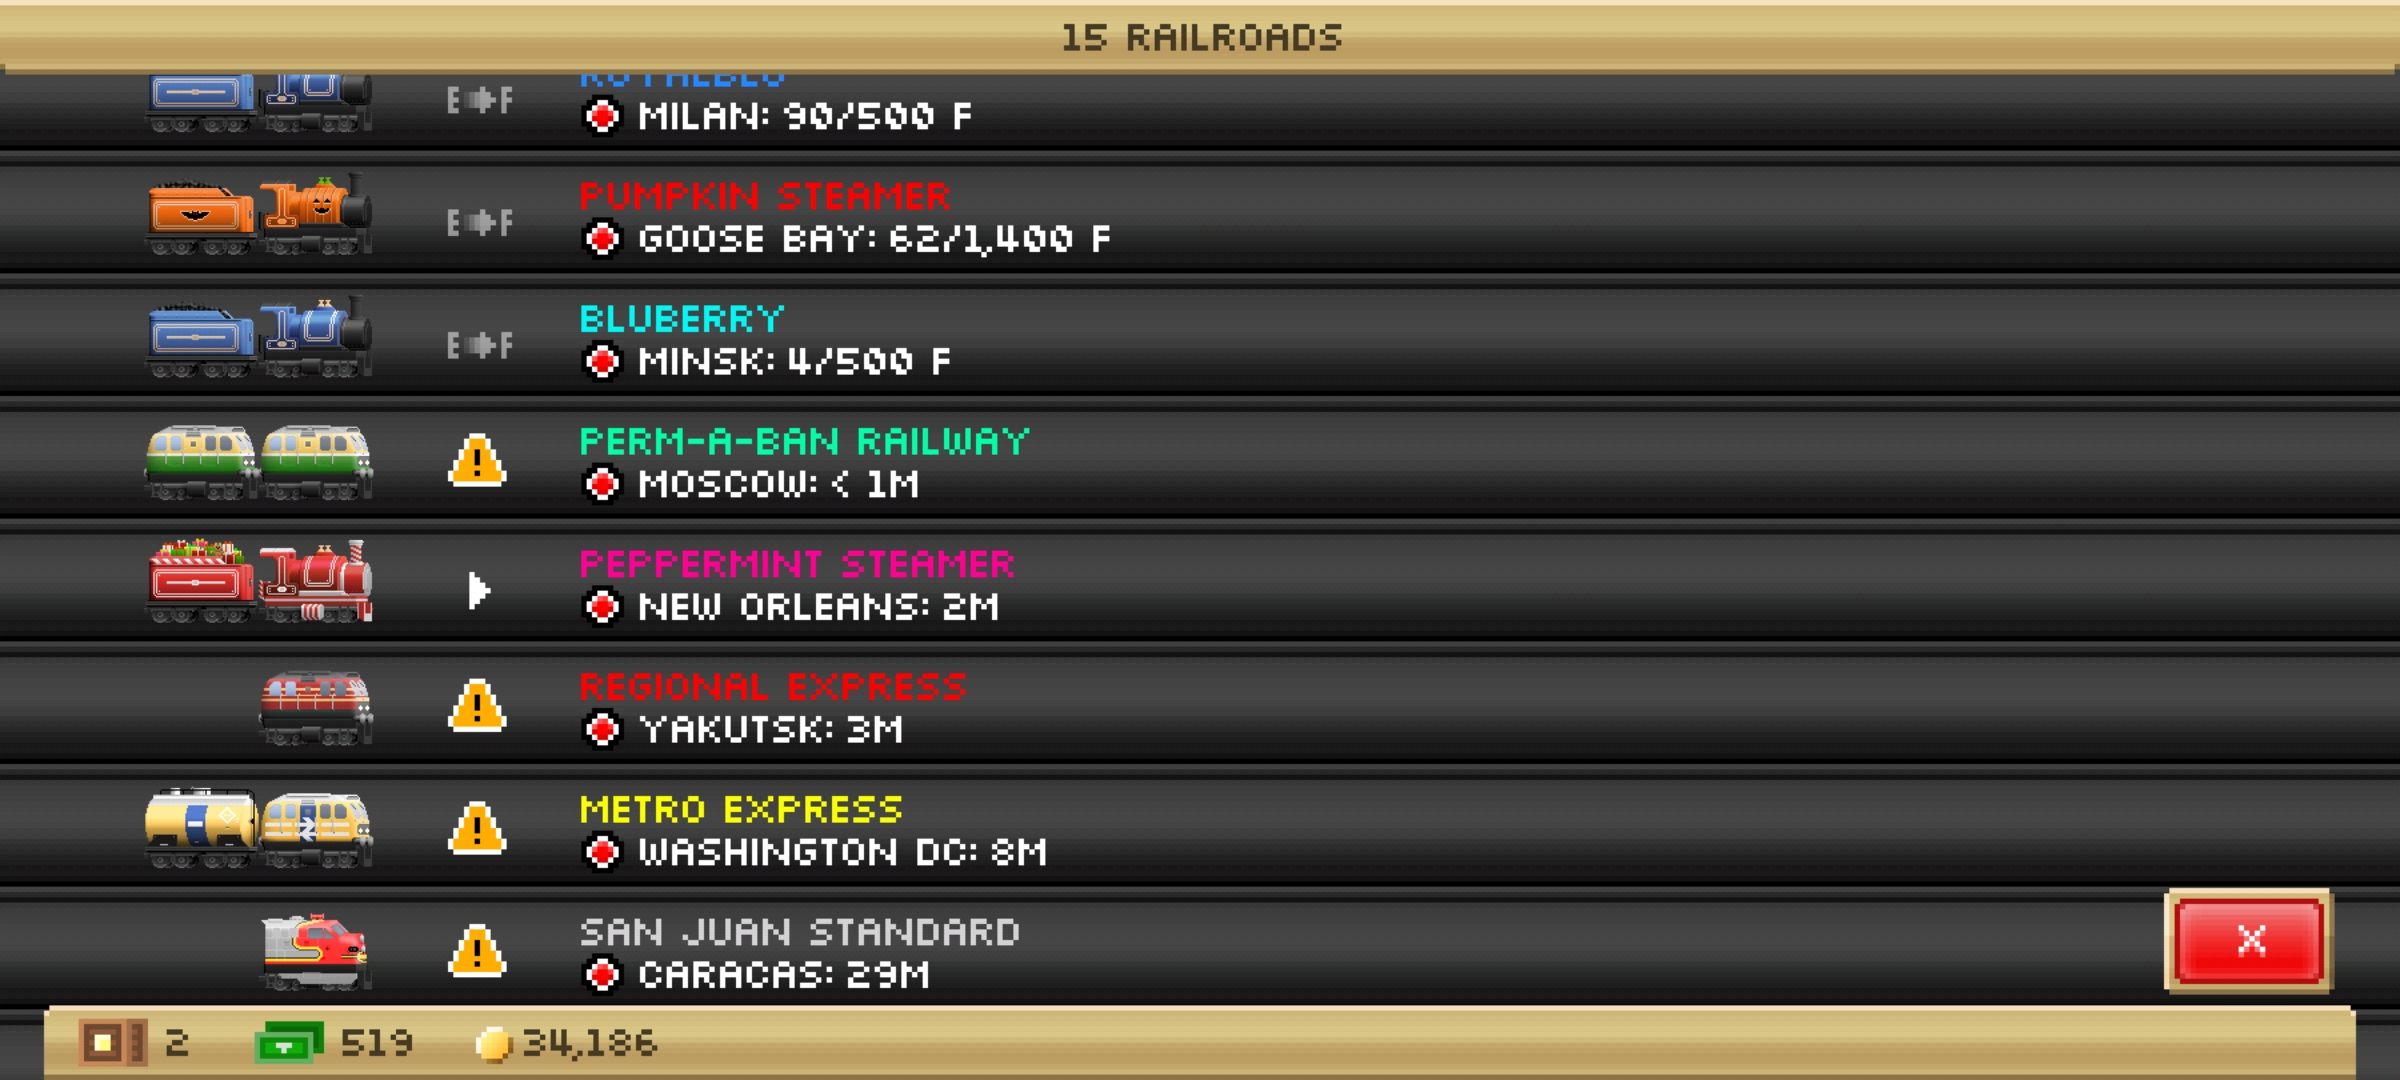 15 RAILROADS
MILAN: 90/500 F
E F
PUMPKIN STEAMER
GOOSE BAY: 62/1,400 F
E F
BLUBERRY
MINSK: 4/500 F
E F
PERM-A-BAN RAILWAY
MOSCOW: < 1M
PEPPERMINT STEAMER
NEW ORLEANS: 2M
REGIONAL EXPRESS
YAKUTSK: 3M
METRO EXPRESS
WASHINGTON DC: 8M
SAN JUAN STANDARD
CARACAS: 29M
X
2 519 34,186